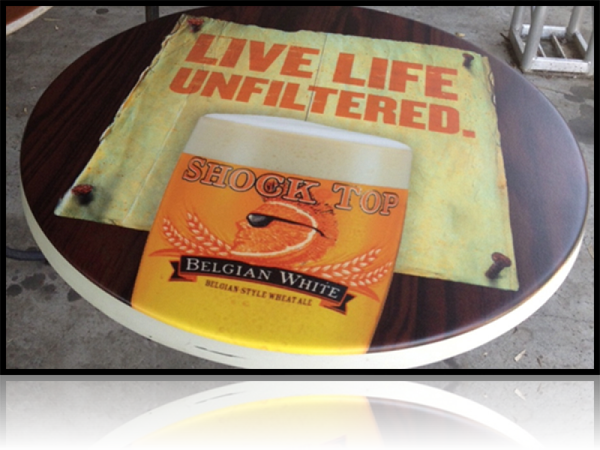 LIVE LIFE
UNFILTERED.
SHOCK TOP
BELGIAN WHITE
BELGIAN-STYLE WHEAT ALE